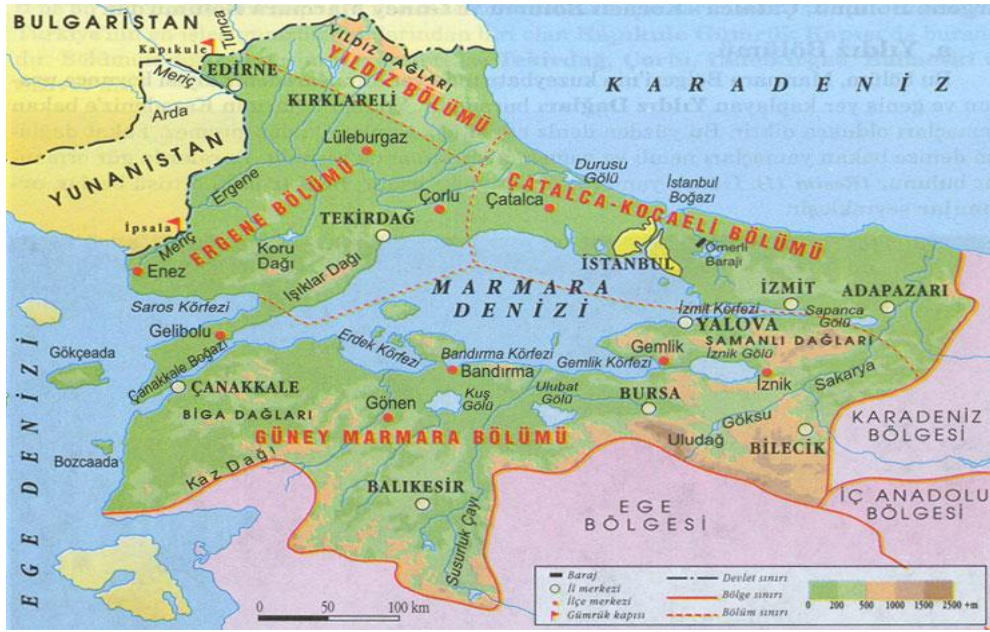 BULGARİSTAN
Kapıkule
Tunca
Meriç
EDİRNE
Arda
YUNANİSTAN
İpsala
Meriç
Enez
YILDIZ DAĞLARI
YILDIZ BÖLÜMÜ
KIRKLARELİ
Lüleburgaz
Ergene
ERGENE BÖLÜMÜ
Çorlu
TEKİRDAĞ
Koru
Dağı
Işıklar Dağı
KARADENİZ
Durusu
Gölü
Çatalca
ÇATALCA-KOCAELİ BÖLÜMÜ
İstanbul
Boğazı
Ömerli
Barajı
İSTANBUL
MARMARA
DENİZİ
İZMİT
ADAPAZARI
İzmit Körfezi
Sapanca
Gölü
YALOVA
SAMANLI DAĞLARI
Saros Körfezi
Gelibolu
Gökçeada
Çanakkale Boğazı
ÇANAKKALE
BİGA DAĞLARI
Bozcaada
Kaz Dağı
EGE DENİZİ
Erdek Körfezi
Bandırma Körfezi
Bandırma
Gemlik Körfezi
Gemlik
İznik Gölü
İznik
Sakarya
Gönen
Kuş
Gölü
Ulubat
Gölü
BURSA
Göksu
Uludağ
BİLECİK
GÜNEY MARMARA BÖLÜMÜ
BALIKESİR
Susurluk Çayı
KARADENİZ
BÖLGESİ
İÇ ANADOLU
BÖLGESİ
EGE
BÖLGESİ
0 50 100 km
Baraj
İl merkezi
İlçe merkezi
Gümrük kapısı
Devlet sınırı
Bölge sınırı
Bölüm sınırı
0 200 500 1000 1500 2500 +m